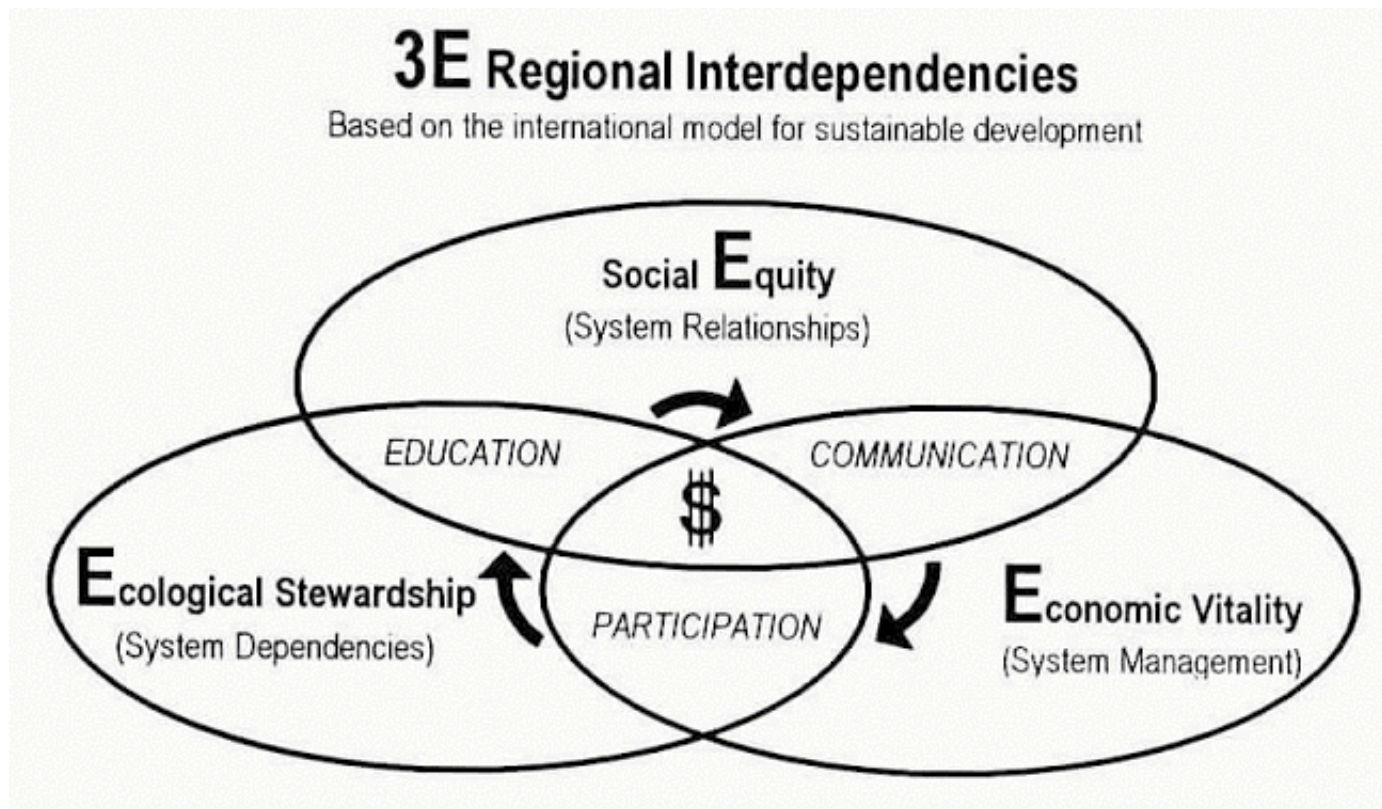 3E Regional Interdependencies
Based on the international model for sustainable development
Social Equity
(System Relationships)
EDUCATION
COMMUNICATION
$
Ecological Stewardship
(System Dependencies)
PARTICIPATION
Economic Vitality
(System Management)